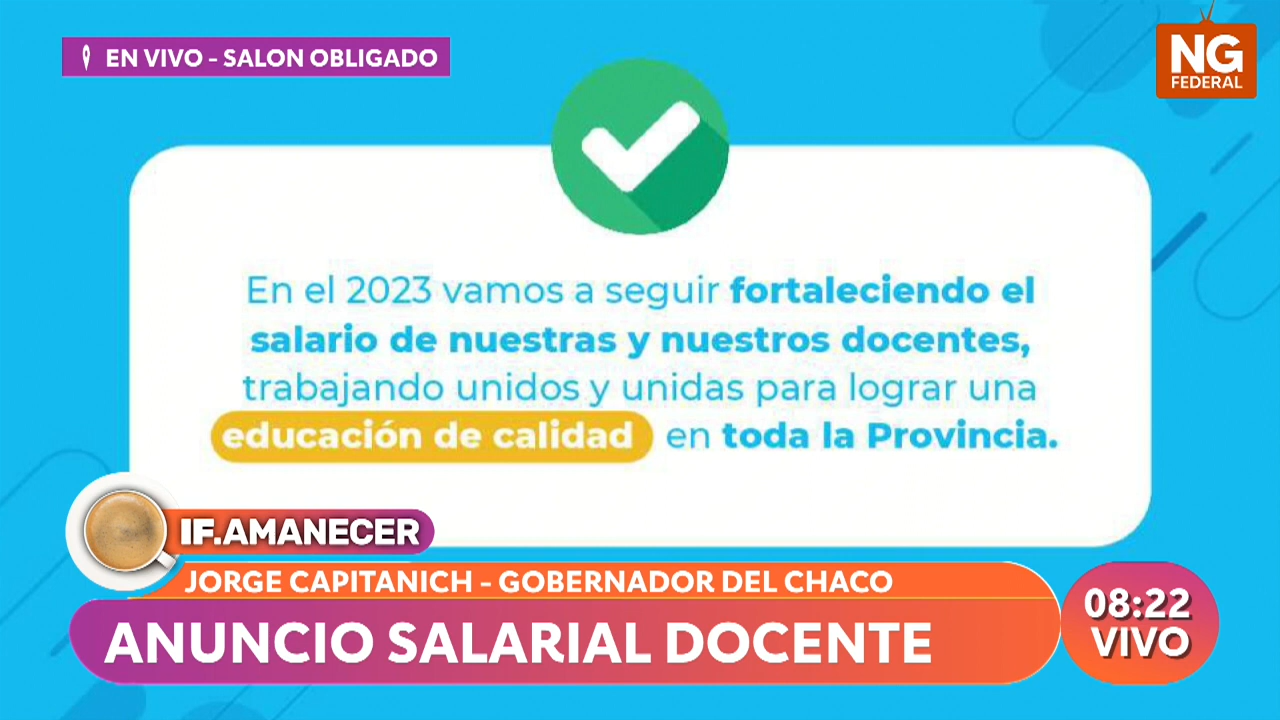 EN VIVO - SALON OBLIGADO
NG
FEDERAL
En el 2023 vamos a seguir fortaleciendo el
salario de nuestras y nuestros docentes,
trabajando unidos y unidas para lograr una
educación de calidad en toda la Provincia.
IF.AMANECER
JORGE CAPITANICH - GOBERNADOR DEL CHACO
ANUNCIO SALARIAL DOCENTE
08:22
VIVO